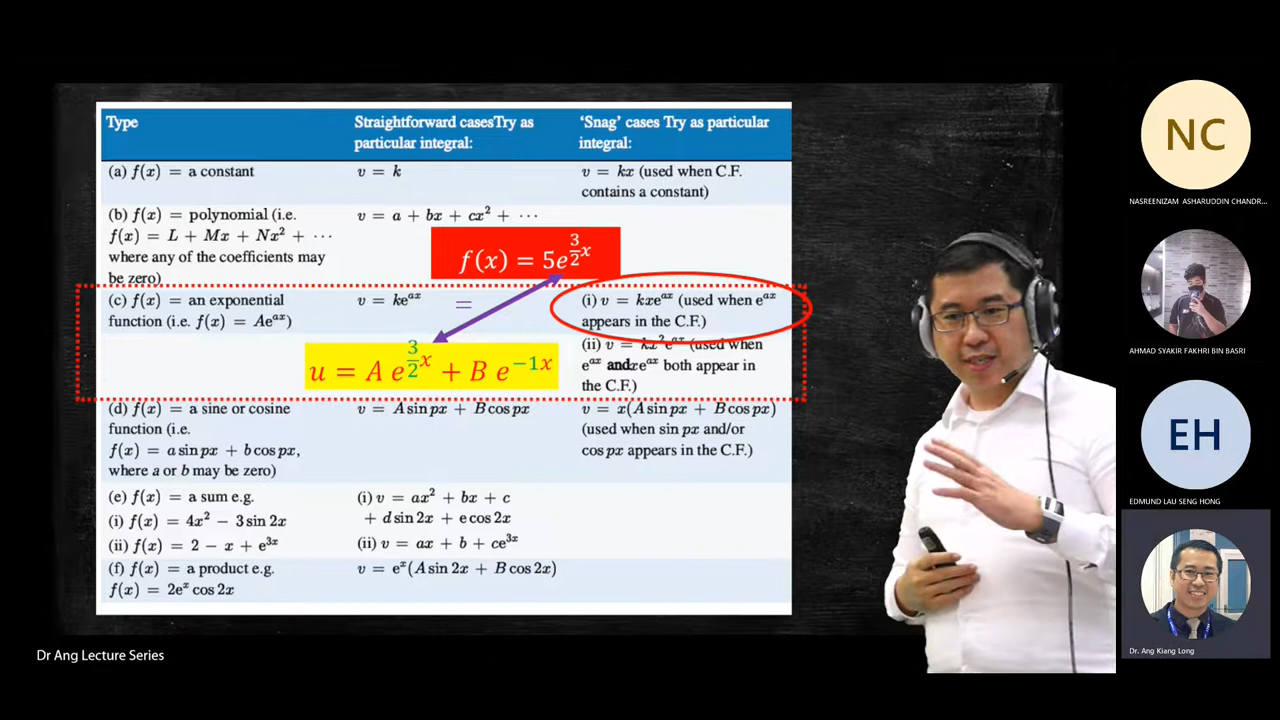 Type
Straightforward casesTry as
particular integral:
'Snag' cases Try as particular
integral:
(a) f(x) = a constant
v = k
v = kx (used when C.F.
contains a constant)
(b) f(x) = polynomial (i.e.
f(x) = L + Mx + Nx² + ⋯
where any of the coefficients may
be zero)
v = a + bx + cx² + ⋯
f(x) = 5e^{3/2 x}
(c) f(x) = an exponential
function (i.e. f(x) = Ae^{ax})
v = ke^{ax}
=
(i) v = kxe^{ax} (used when e^{ax}
appears in the C.F.)
(ii) v = kx²e^{ax} (used when
e^{ax} andxe^{ax} both appear in
the C.F.)
u = A e^{3/2 x} + B e^{-1x}
(d) f(x) = a sine or cosine
function (i.e.
f(x) = a sin px + b cos px,
where a or b may be zero)
v = A sin px + B cos px
v = x(A sin px + B cos px)
(used when sin px and/or
cos px appears in the C.F.)
(e) f(x) = a sum e.g.
(i) f(x) = 4x² − 3 sin 2x
(ii) f(x) = 2 − x + e^{3x}
(i) v = ax² + bx + c
+ d sin 2x + e cos 2x
(ii) v = ax + b + ce^{3x}
(f) f(x) = a product e.g.
f(x) = 2e^x cos 2x
v = e^x(A sin 2x + B cos 2x)
Dr Ang Lecture Series
NC
NASREENIZAM ASHARUDDIN CHANDR...
AHMAD SYAKIR FAKHRI BIN BASRI
EH
EDMUND LAU SENG HONG
Dr. Ang Kiang Long